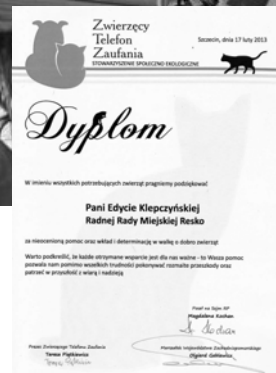 Zwierzęcy
Telefon
Zaufania
STOWARZYSZENIE SPOŁECZNO EKOLOGICZNE
Szczecin, dnia 17 luty 2013
Dyplom
W imieniu wszystkich potrzebujących zwierząt pragniemy podziękować
Pani Edycie Klepczyńskiej
Radnej Rady Miejskiej Resko
za nieocenioną pomoc oraz wkład i determinację w walkę o dobro zwierząt
Warto podkreślić, że każde otrzymane wsparcie jest dla nas ważne - to Wasza pomoc
pozwala nam pomimo wszelkich trudności pokonywać rozmaite przeszkody oraz
patrzeć w przyszłość z wiarą i nadzieją
Poseł na Sejm RP
Magdalena Kochan
Prezes Zwierzęcego Telefonu Zaufania
Teresa Piątkiewicz
Marszałek Województwa Zachodniopomorskiego
Olgierd Geblewicz